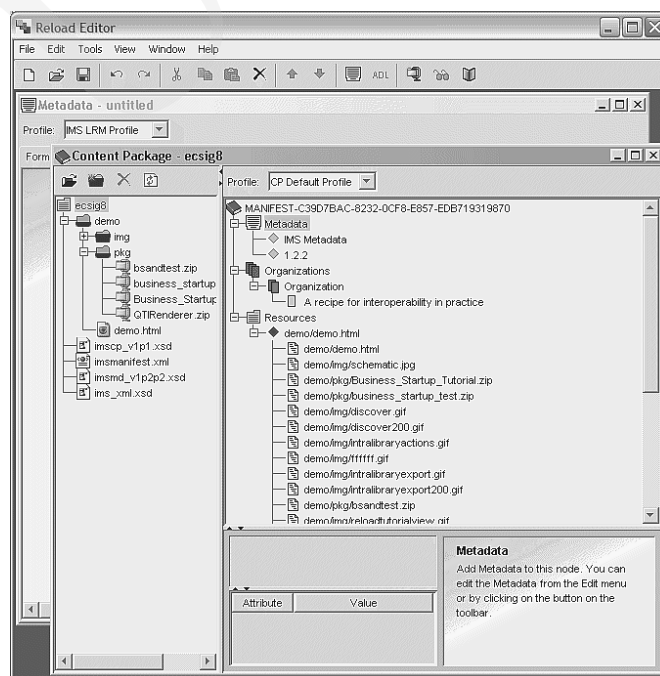 Reload Editor
File Edit Tools View Window Help
ADL
Metadata - untitled
Profile: IMS LRM Profile
Form
Content Package - ecsig8
Profile: CP Default Profile
ecsig8
demo
img
pkg
bsandtest.zip
business_startup
Business_Startup
QTIRenderer.zip
demo.html
imscp_v1p1.xsd
imsmanifest.xml
imsmd_v1p2p2.xsd
ims_xml.xsd
MANIFEST-C39D7BAC-8232-0CF8-E857-EDB719319870
Metadata
IMS Metadata
1.2.2
Organizations
Organization
A recipe for interoperability in practice
Resources
demo/demo.html
demo/demo.html
demo/img/schematic.jpg
demo/pkg/Business_Startup_Tutorial.zip
demo/pkg/business_startup_test.zip
demo/img/discover.gif
demo/img/discover200.gif
demo/img/intralibraryactions.gif
demo/img/ffffff.gif
demo/img/intralibraryexport.gif
demo/img/intralibraryexport200.gif
demo/pkg/bsandtest.zip
demo/img/reloadtutorialview.gif
Attribute Value
Metadata
Add Metadata to this node. You can
edit the Metadata from the Edit menu
or by clicking on the button on the
toolbar.